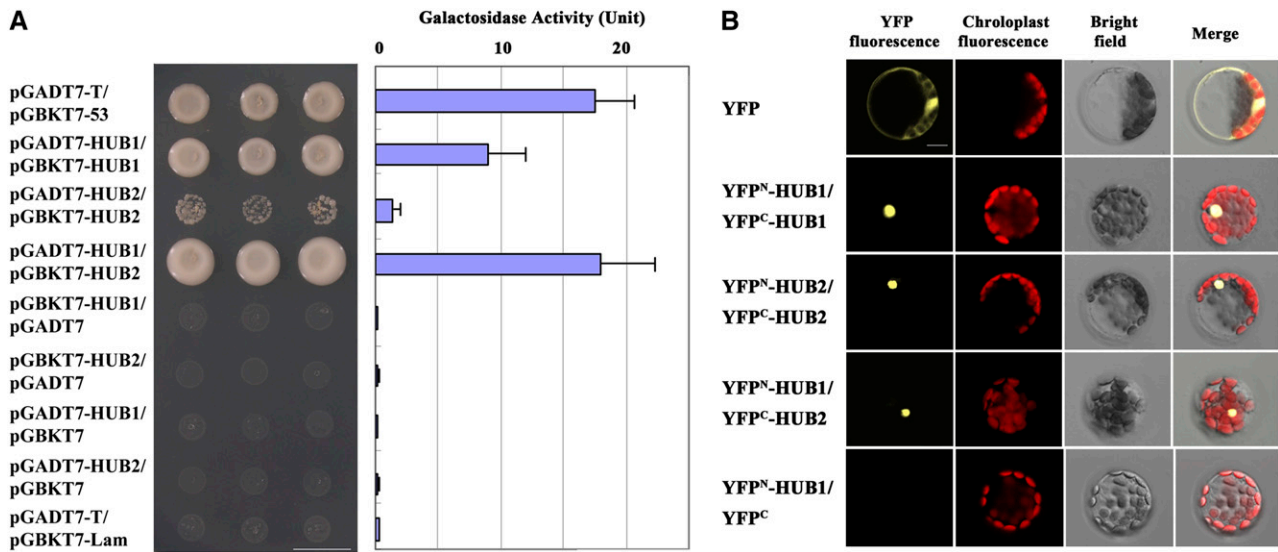 A
Galactosidase Activity (Unit)
0 10 20
pGADT7-T/
pGBKT7-53
pGADT7-HUB1/
pGBKT7-HUB1
pGADT7-HUB2/
pGBKT7-HUB2
pGADT7-HUB1/
pGBKT7-HUB2
pGBKT7-HUB1/
pGADT7
pGBKT7-HUB2/
pGADT7
pGADT7-HUB1/
pGBKT7
pGADT7-HUB2/
pGBKT7
pGADT7-T/
pGBKT7-Lam
B
YFP
fluorescence
Chroloplast
fluorescence
Bright
field
Merge
YFP
YFPᴺ-HUB1/
YFPᶜ-HUB1
YFPᴺ-HUB2/
YFPᶜ-HUB2
YFPᴺ-HUB1/
YFPᶜ-HUB2
YFPᴺ-HUB1/
YFPᶜ